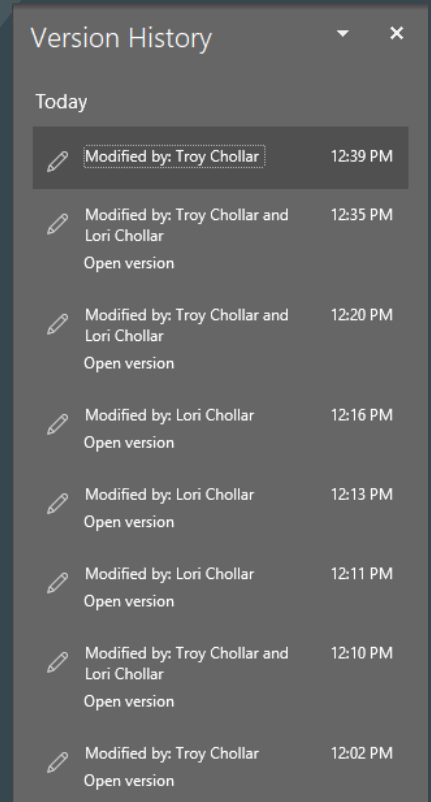 Version History
Today
Modified by: Troy Chollar 12:39 PM
Modified by: Troy Chollar and 12:35 PM
Lori Chollar
Open version
Modified by: Troy Chollar and 12:20 PM
Lori Chollar
Open version
Modified by: Lori Chollar 12:16 PM
Open version
Modified by: Lori Chollar 12:13 PM
Open version
Modified by: Lori Chollar 12:11 PM
Open version
Modified by: Troy Chollar and 12:10 PM
Lori Chollar
Open version
Modified by: Troy Chollar 12:02 PM
Open version